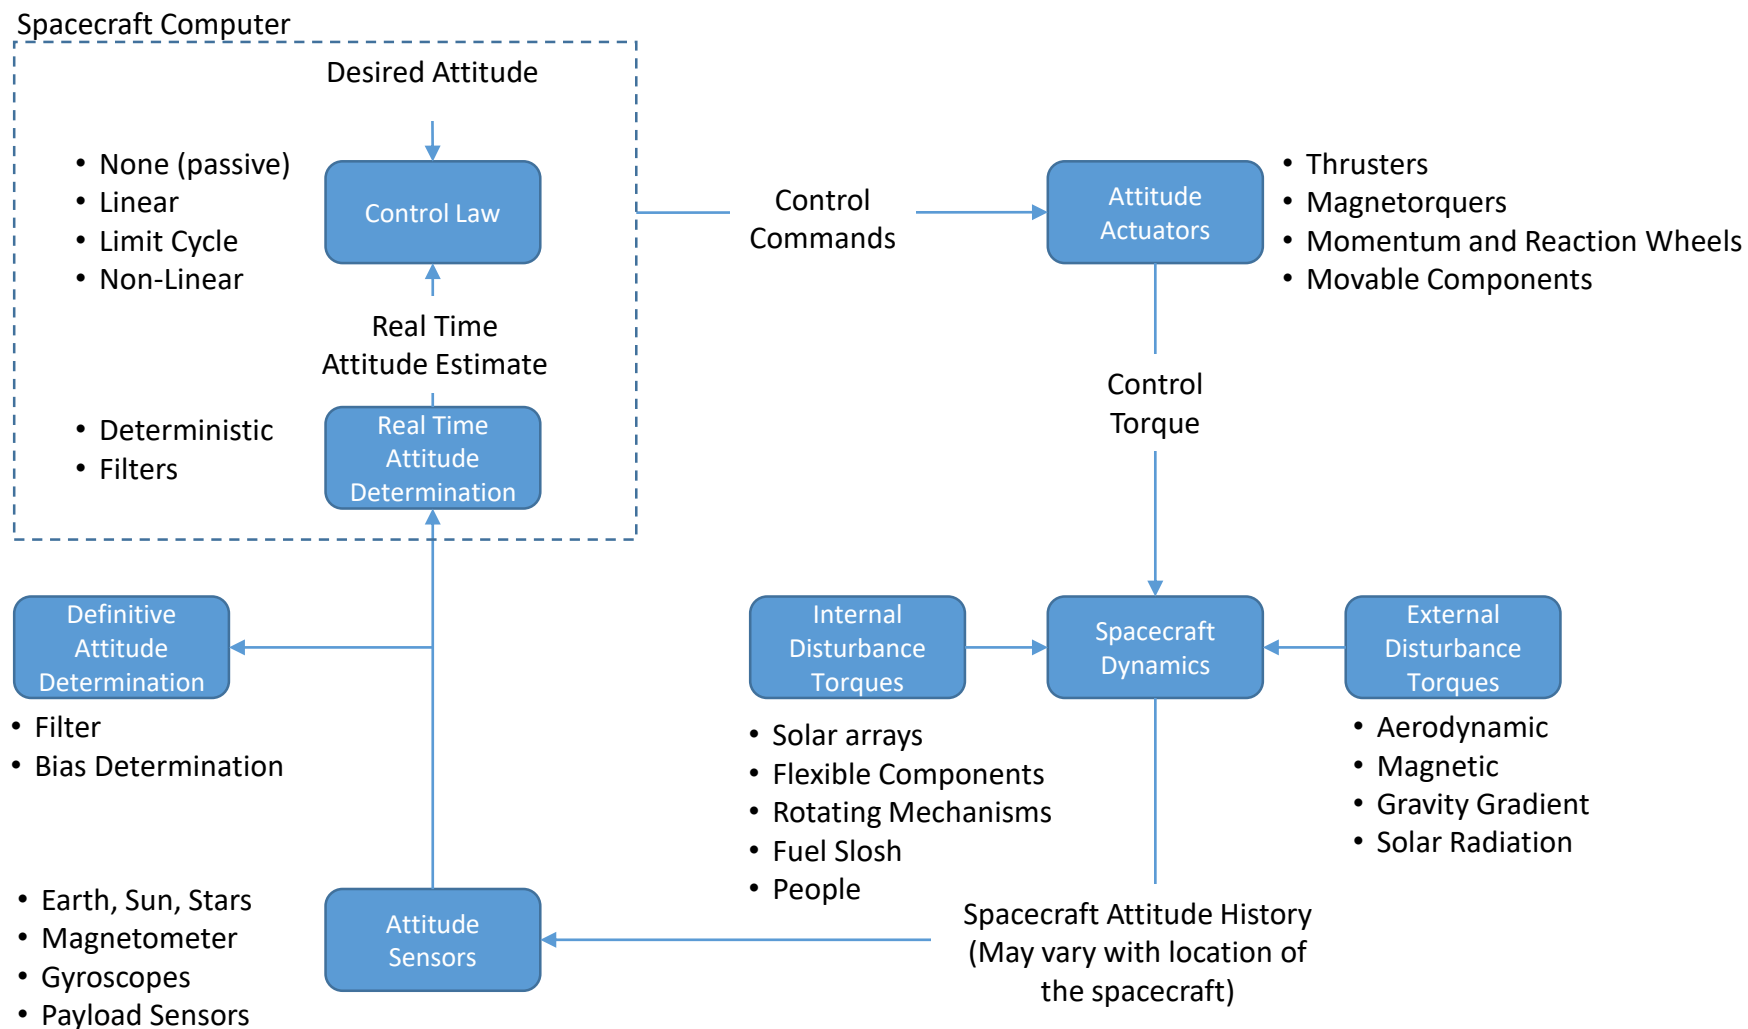 Spacecraft Computer
Desired Attitude
• None (passive)
• Linear
• Limit Cycle
• Non-Linear
Control Law
Control
Commands
Attitude
Actuators
• Thrusters
• Magnetorquers
• Momentum and Reaction Wheels
• Movable Components
Real Time
Attitude Estimate
• Deterministic
• Filters
Real Time
Attitude
Determination
Control
Torque
Definitive
Attitude
Determination
• Filter
• Bias Determination
Internal
Disturbance
Torques
Spacecraft
Dynamics
External
Disturbance
Torques
• Solar arrays
• Flexible Components
• Rotating Mechanisms
• Fuel Slosh
• People
• Aerodynamic
• Magnetic
• Gravity Gradient
• Solar Radiation
• Earth, Sun, Stars
• Magnetometer
• Gyroscopes
• Payload Sensors
Attitude
Sensors
Spacecraft Attitude History
(May vary with location of
the spacecraft)